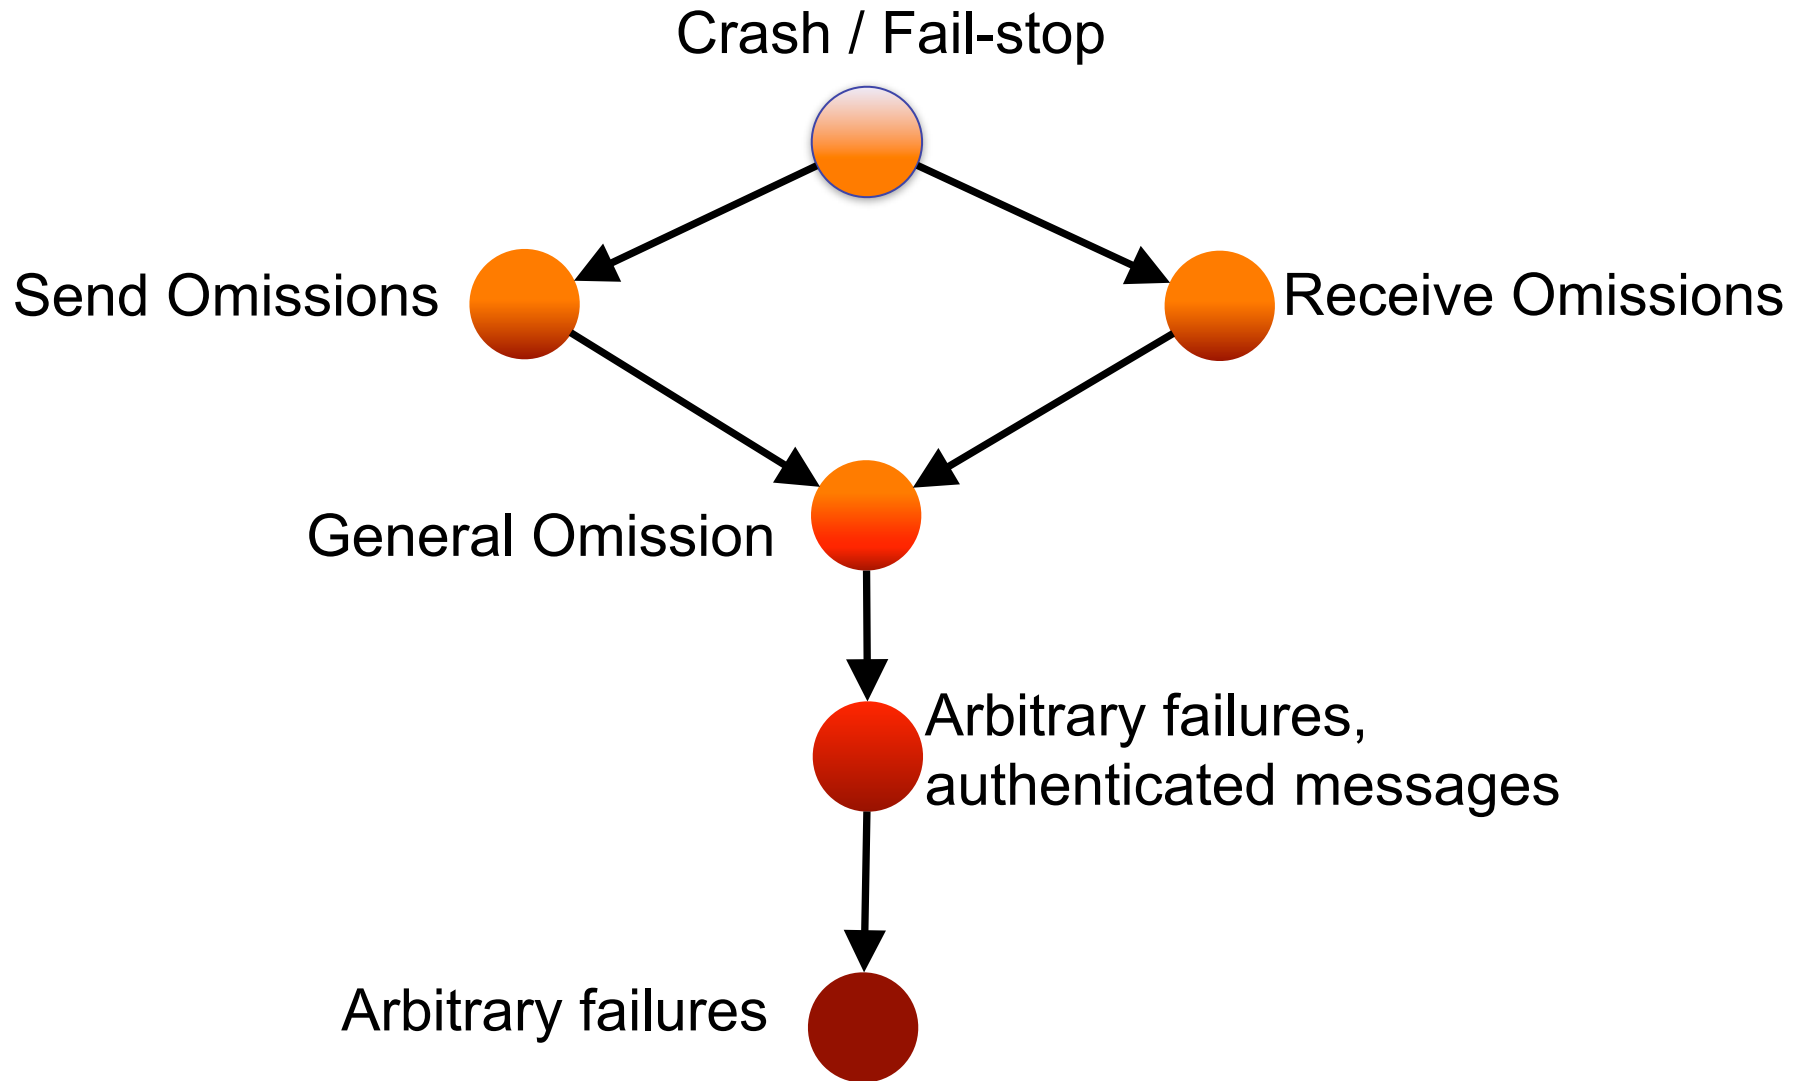 Crash / Fail-stop
Send Omissions
Receive Omissions
General Omission
Arbitrary failures,
authenticated messages
Arbitrary failures